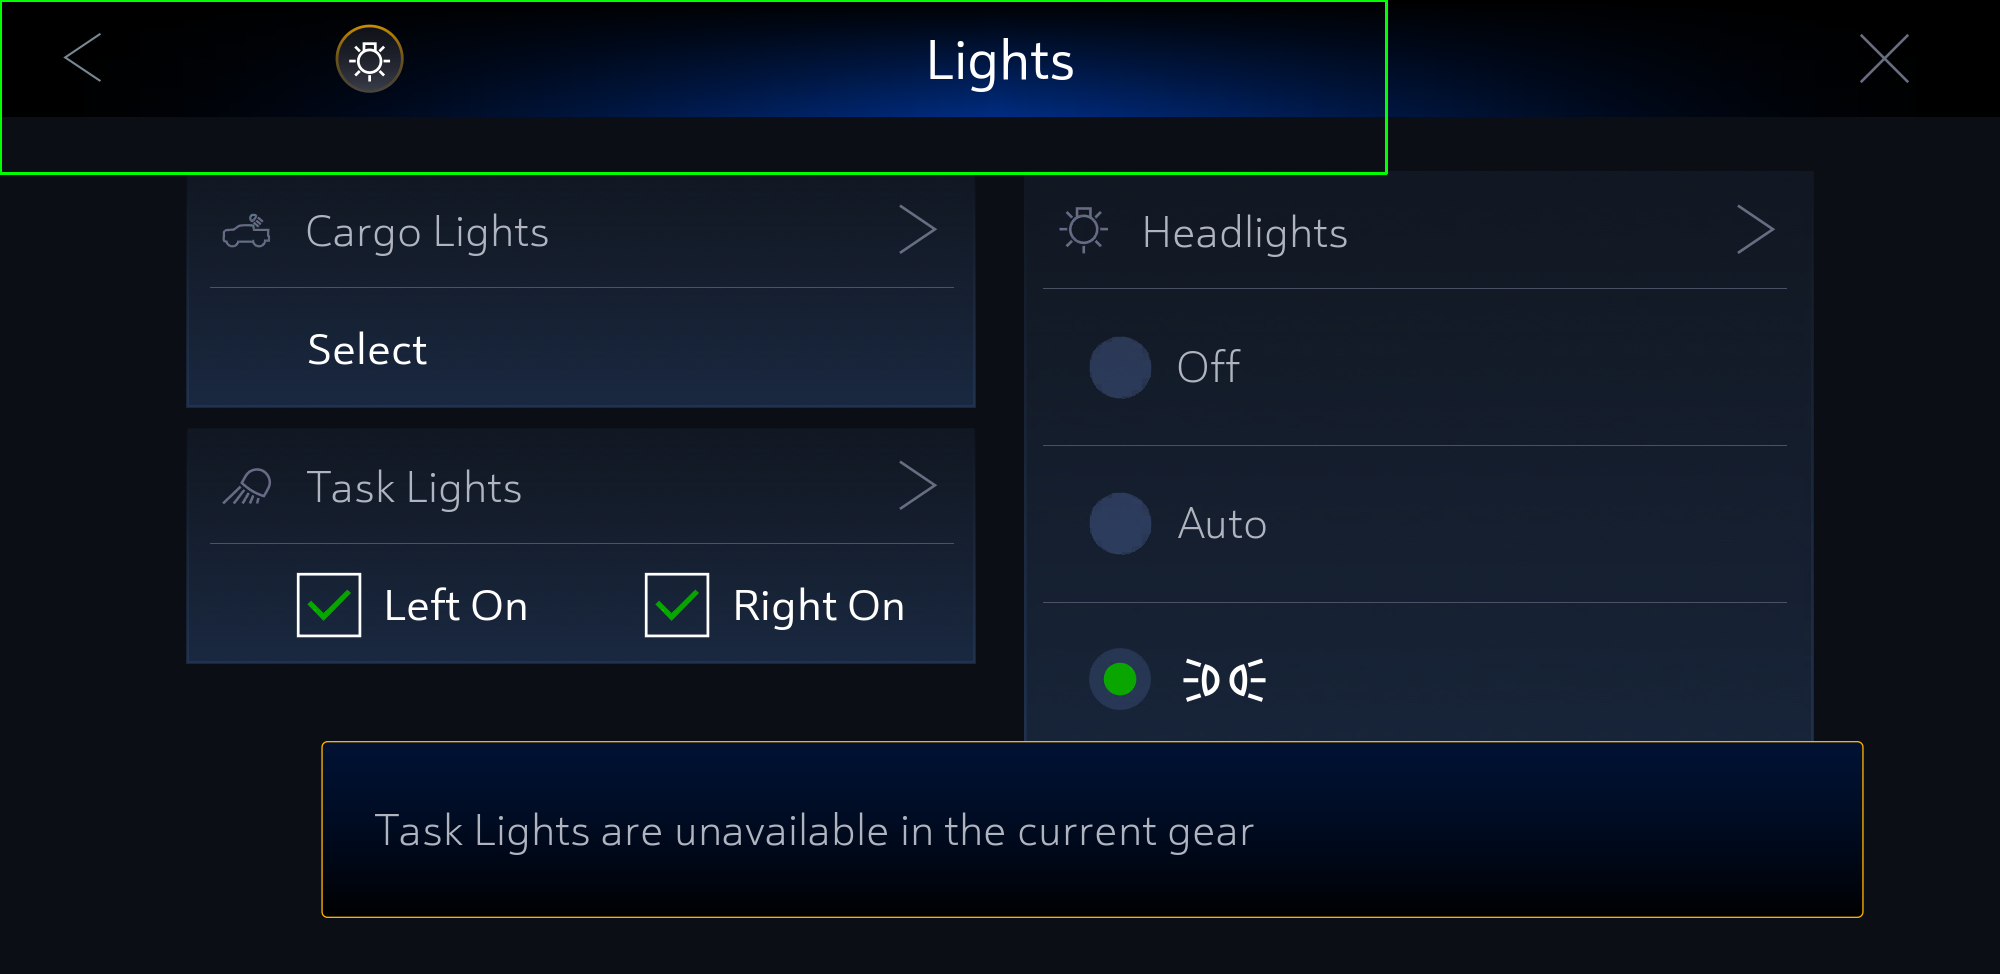 Lights
Cargo Lights
Select
Task Lights
Left On
Right On
Headlights
Off
Auto
Task Lights are unavailable in the current gear